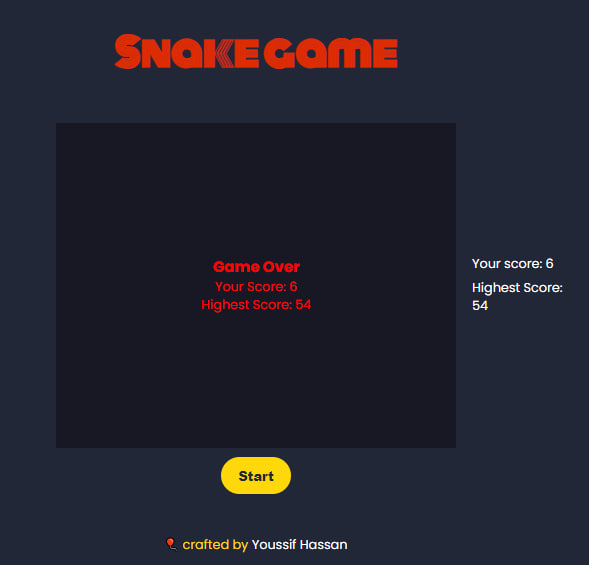 Snake game
Game Over
Your Score: 6
Highest Score: 54
Your score: 6
Highest Score:
54
Start
crafted by Youssif Hassan